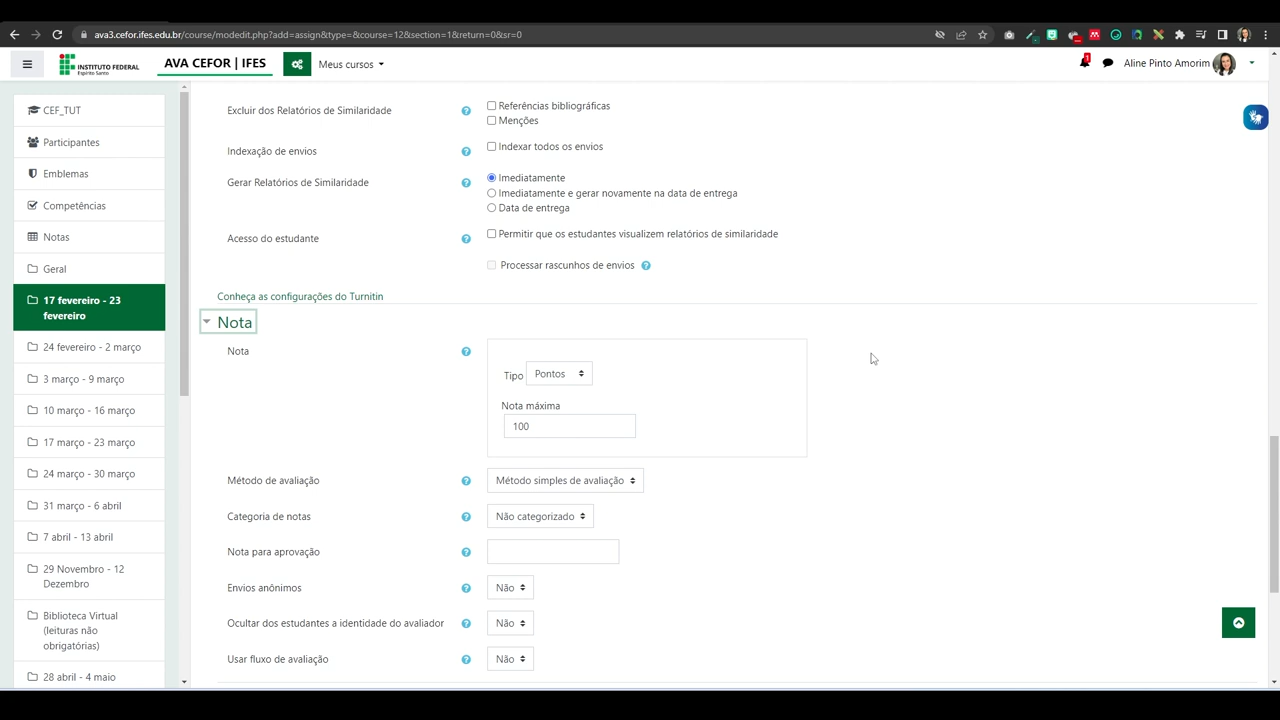 ava3.cefor.ifes.edu.br/course/modedit.php?add=assign&type=&course=12&section=1&return=0&sr=0
INSTITUTO FEDERAL
Espírito Santo
AVA CEFOR | IFES
Meus cursos
1
Aline Pinto Amorim
CEF_TUT
Participantes
Emblemas
Competências
Notas
Geral
17 fevereiro - 23
fevereiro
24 fevereiro - 2 março
3 março - 9 março
10 março - 16 março
17 março - 23 março
24 março - 30 março
31 março - 6 abril
7 abril - 13 abril
29 Novembro - 12
Dezembro
Biblioteca Virtual
(leituras não
obrigatórias)
28 abril - 4 maio
Excluir dos Relatórios de Similaridade
Referências bibliográficas
Menções
Indexação de envios
Indexar todos os envios
Gerar Relatórios de Similaridade
Imediatamente
Imediatamente e gerar novamente na data de entrega
Data de entrega
Acesso do estudante
Permitir que os estudantes visualizem relatórios de similaridade
Processar rascunhos de envios
Conheça as configurações do Turnitin
Nota
Nota
Tipo Pontos
Nota máxima
100
Método de avaliação
Método simples de avaliação
Categoria de notas
Não categorizado
Nota para aprovação
Envios anônimos
Não
Ocultar dos estudantes a identidade do avaliador
Não
Usar fluxo de avaliação
Não